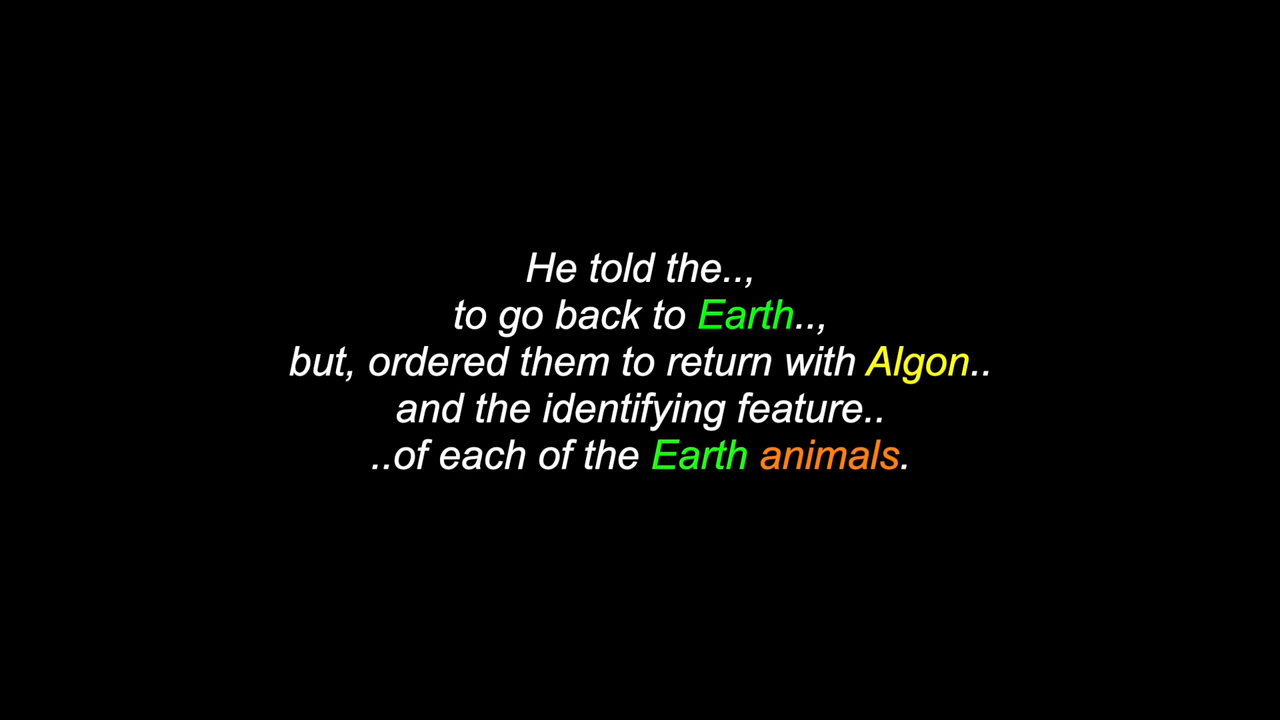 He told the..,
to go back to Earth..,
but, ordered them to return with Algon..
and the identifying feature..
..of each of the Earth animals.